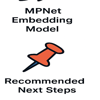 MPNet
Embedding
Model
Recommended
Next Steps